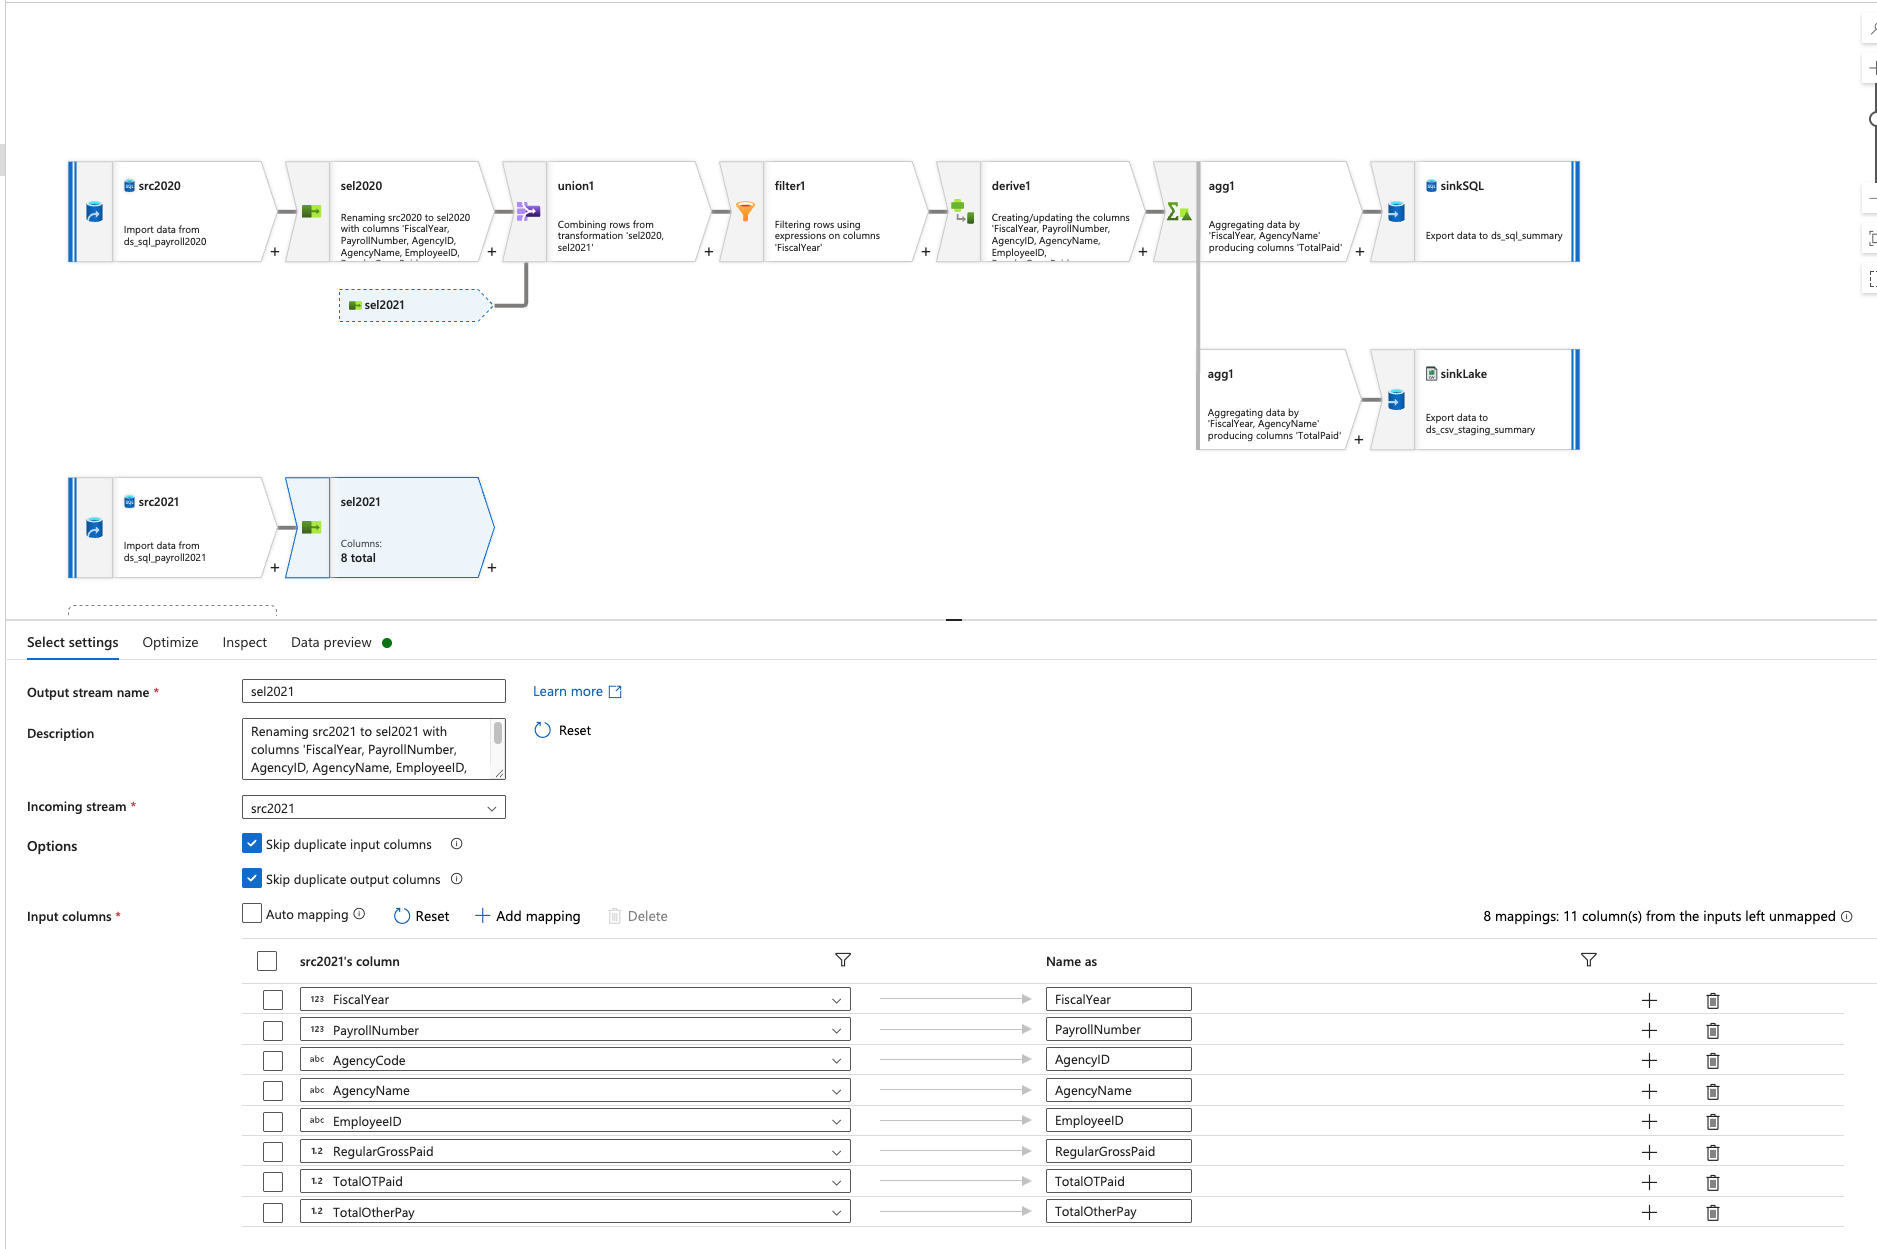 src2020
Import data from
ds_sql_payroll2020
+
sel2020
Renaming src2020 to sel2020
with columns 'FiscalYear,
PayrollNumber, AgencyID,
AgencyName, EmployeeID,
+
union1
Combining rows from
transformation 'sel2020,
sel2021'
+
filter1
Filtering rows using
expressions on columns
'FiscalYear'
+
derive1
Creating/updating the columns
'FiscalYear, PayrollNumber,
AgencyID, AgencyName,
EmployeeID,
+
agg1
Aggregating data by
'FiscalYear, AgencyName'
producing columns 'TotalPaid'
+
sinkSQL
Export data to ds_sql_summary
sel2021
agg1
Aggregating data by
'FiscalYear, AgencyName'
producing columns 'TotalPaid'
+
sinkLake
Export data to
ds_csv_staging_summary
src2021
Import data from
ds_sql_payroll2021
+
sel2021
Columns:
8 total
+
Select settings Optimize Inspect Data preview
Output stream name * sel2021 Learn more
Description Renaming src2021 to sel2021 with
columns 'FiscalYear, PayrollNumber,
AgencyID, AgencyName, EmployeeID,
Reset
Incoming stream * src2021
Options Skip duplicate input columns
Skip duplicate output columns
Input columns * Auto mapping Reset Add mapping Delete 8 mappings: 11 column(s) from the inputs left unmapped
src2021's column Name as
123 FiscalYear FiscalYear
123 PayrollNumber PayrollNumber
abc AgencyCode AgencyID
abc AgencyName AgencyName
abc EmployeeID EmployeeID
1.2 RegularGrossPaid RegularGrossPaid
1.2 TotalOTPaid TotalOTPaid
1.2 TotalOtherPay TotalOtherPay